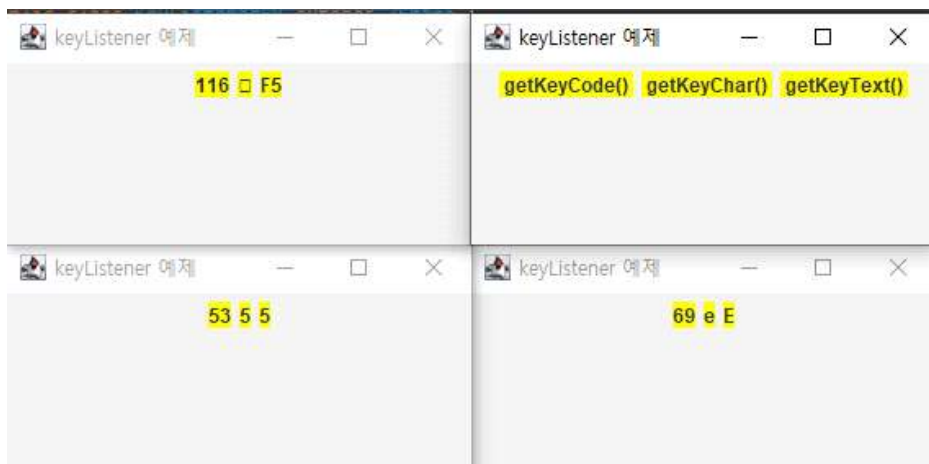 keyListener 예제
116 □ F5
keyListener 예제
getKeyCode() getKeyChar() getKeyText()
keyListener 예제
53 5 5
keyListener 예제
69 e E